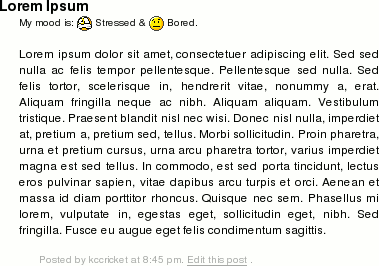 Lorem Ipsum
My mood is: Stressed & Bored.
Lorem ipsum dolor sit amet, consectetuer adipiscing elit. Sed sed
nulla ac felis tempor pellentesque. Pellentesque sed nulla. Sed
felis tortor, scelerisque in, hendrerit vitae, nonummy a, erat.
Aliquam fringilla neque ac nibh. Aliquam aliquam. Vestibulum
tristique. Praesent blandit nisl nec wisi. Donec nisl nulla, imperdiet
at, pretium a, pretium sed, tellus. Morbi sollicitudin. Proin pharetra,
urna et pretium cursus, urna arcu pharetra tortor, varius imperdiet
magna est sed tellus. In commodo, est sed porta tincidunt, lectus
eros pulvinar sapien, vitae dapibus arcu turpis et orci. Aenean et
massa id diam porttitor rhoncus. Quisque nec sem. Phasellus mi
lorem, vulputate in, egestas eget, sollicitudin eget, nibh. Sed
fringilla. Fusce eu augue eget felis condimentum sagittis.
Posted by kccricket at 8:45 pm. Edit this post .